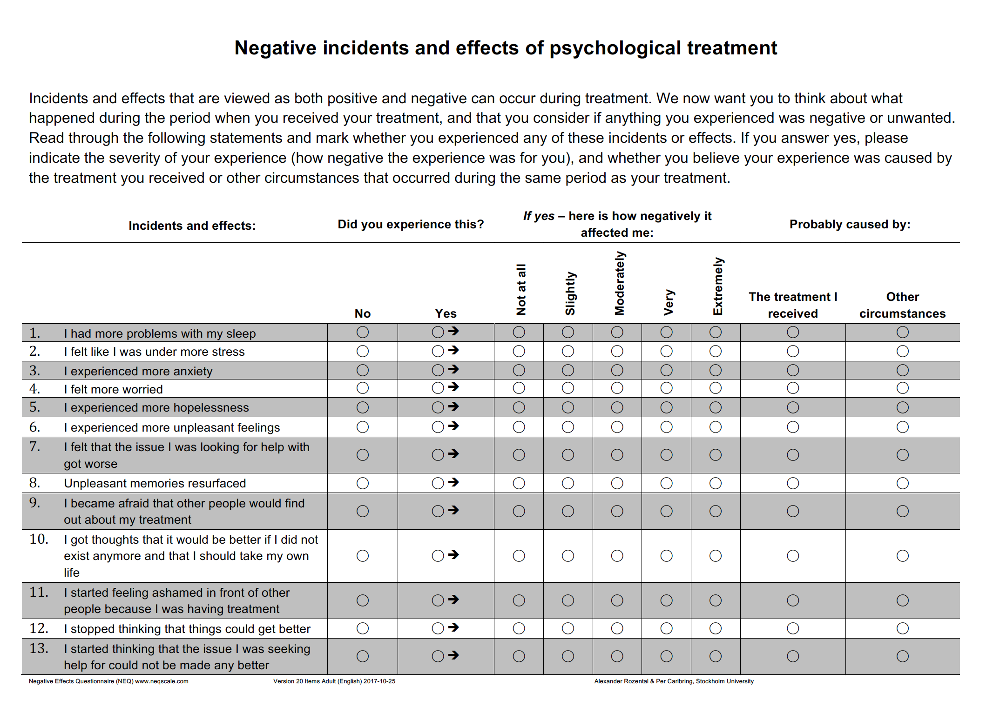 Negative incidents and effects of psychological treatment
Incidents and effects that are viewed as both positive and negative can occur during treatment. We now want you to think about what
happened during the period when you received your treatment, and that you consider if anything you experienced was negative or unwanted.
Read through the following statements and mark whether you experienced any of these incidents or effects. If you answer yes, please
indicate the severity of your experience (how negative the experience was for you), and whether you believe your experience was caused by
the treatment you received or other circumstances that occurred during the same period as your treatment.
Incidents and effects:
Did you experience this?
If yes – here is how negatively it
affected me:
Probably caused by:
No
Yes
Not at all
Slightly
Moderately
Very
Extremely
The treatment I
received
Other
circumstances
1. I had more problems with my sleep
2. I felt like I was under more stress
3. I experienced more anxiety
4. I felt more worried
5. I experienced more hopelessness
6. I experienced more unpleasant feelings
7. I felt that the issue I was looking for help with
got worse
8. Unpleasant memories resurfaced
9. I became afraid that other people would find
out about my treatment
10. I got thoughts that it would be better if I did not
exist anymore and that I should take my own
life
11. I started feeling ashamed in front of other
people because I was having treatment
12. I stopped thinking that things could get better
13. I started thinking that the issue I was seeking
help for could not be made any better
Negative Effects Questionnaire (NEQ) www.neqscale.com
Version 20 Items Adult (English) 2017-10-25
Alexander Rozental & Per Carlbring, Stockholm University